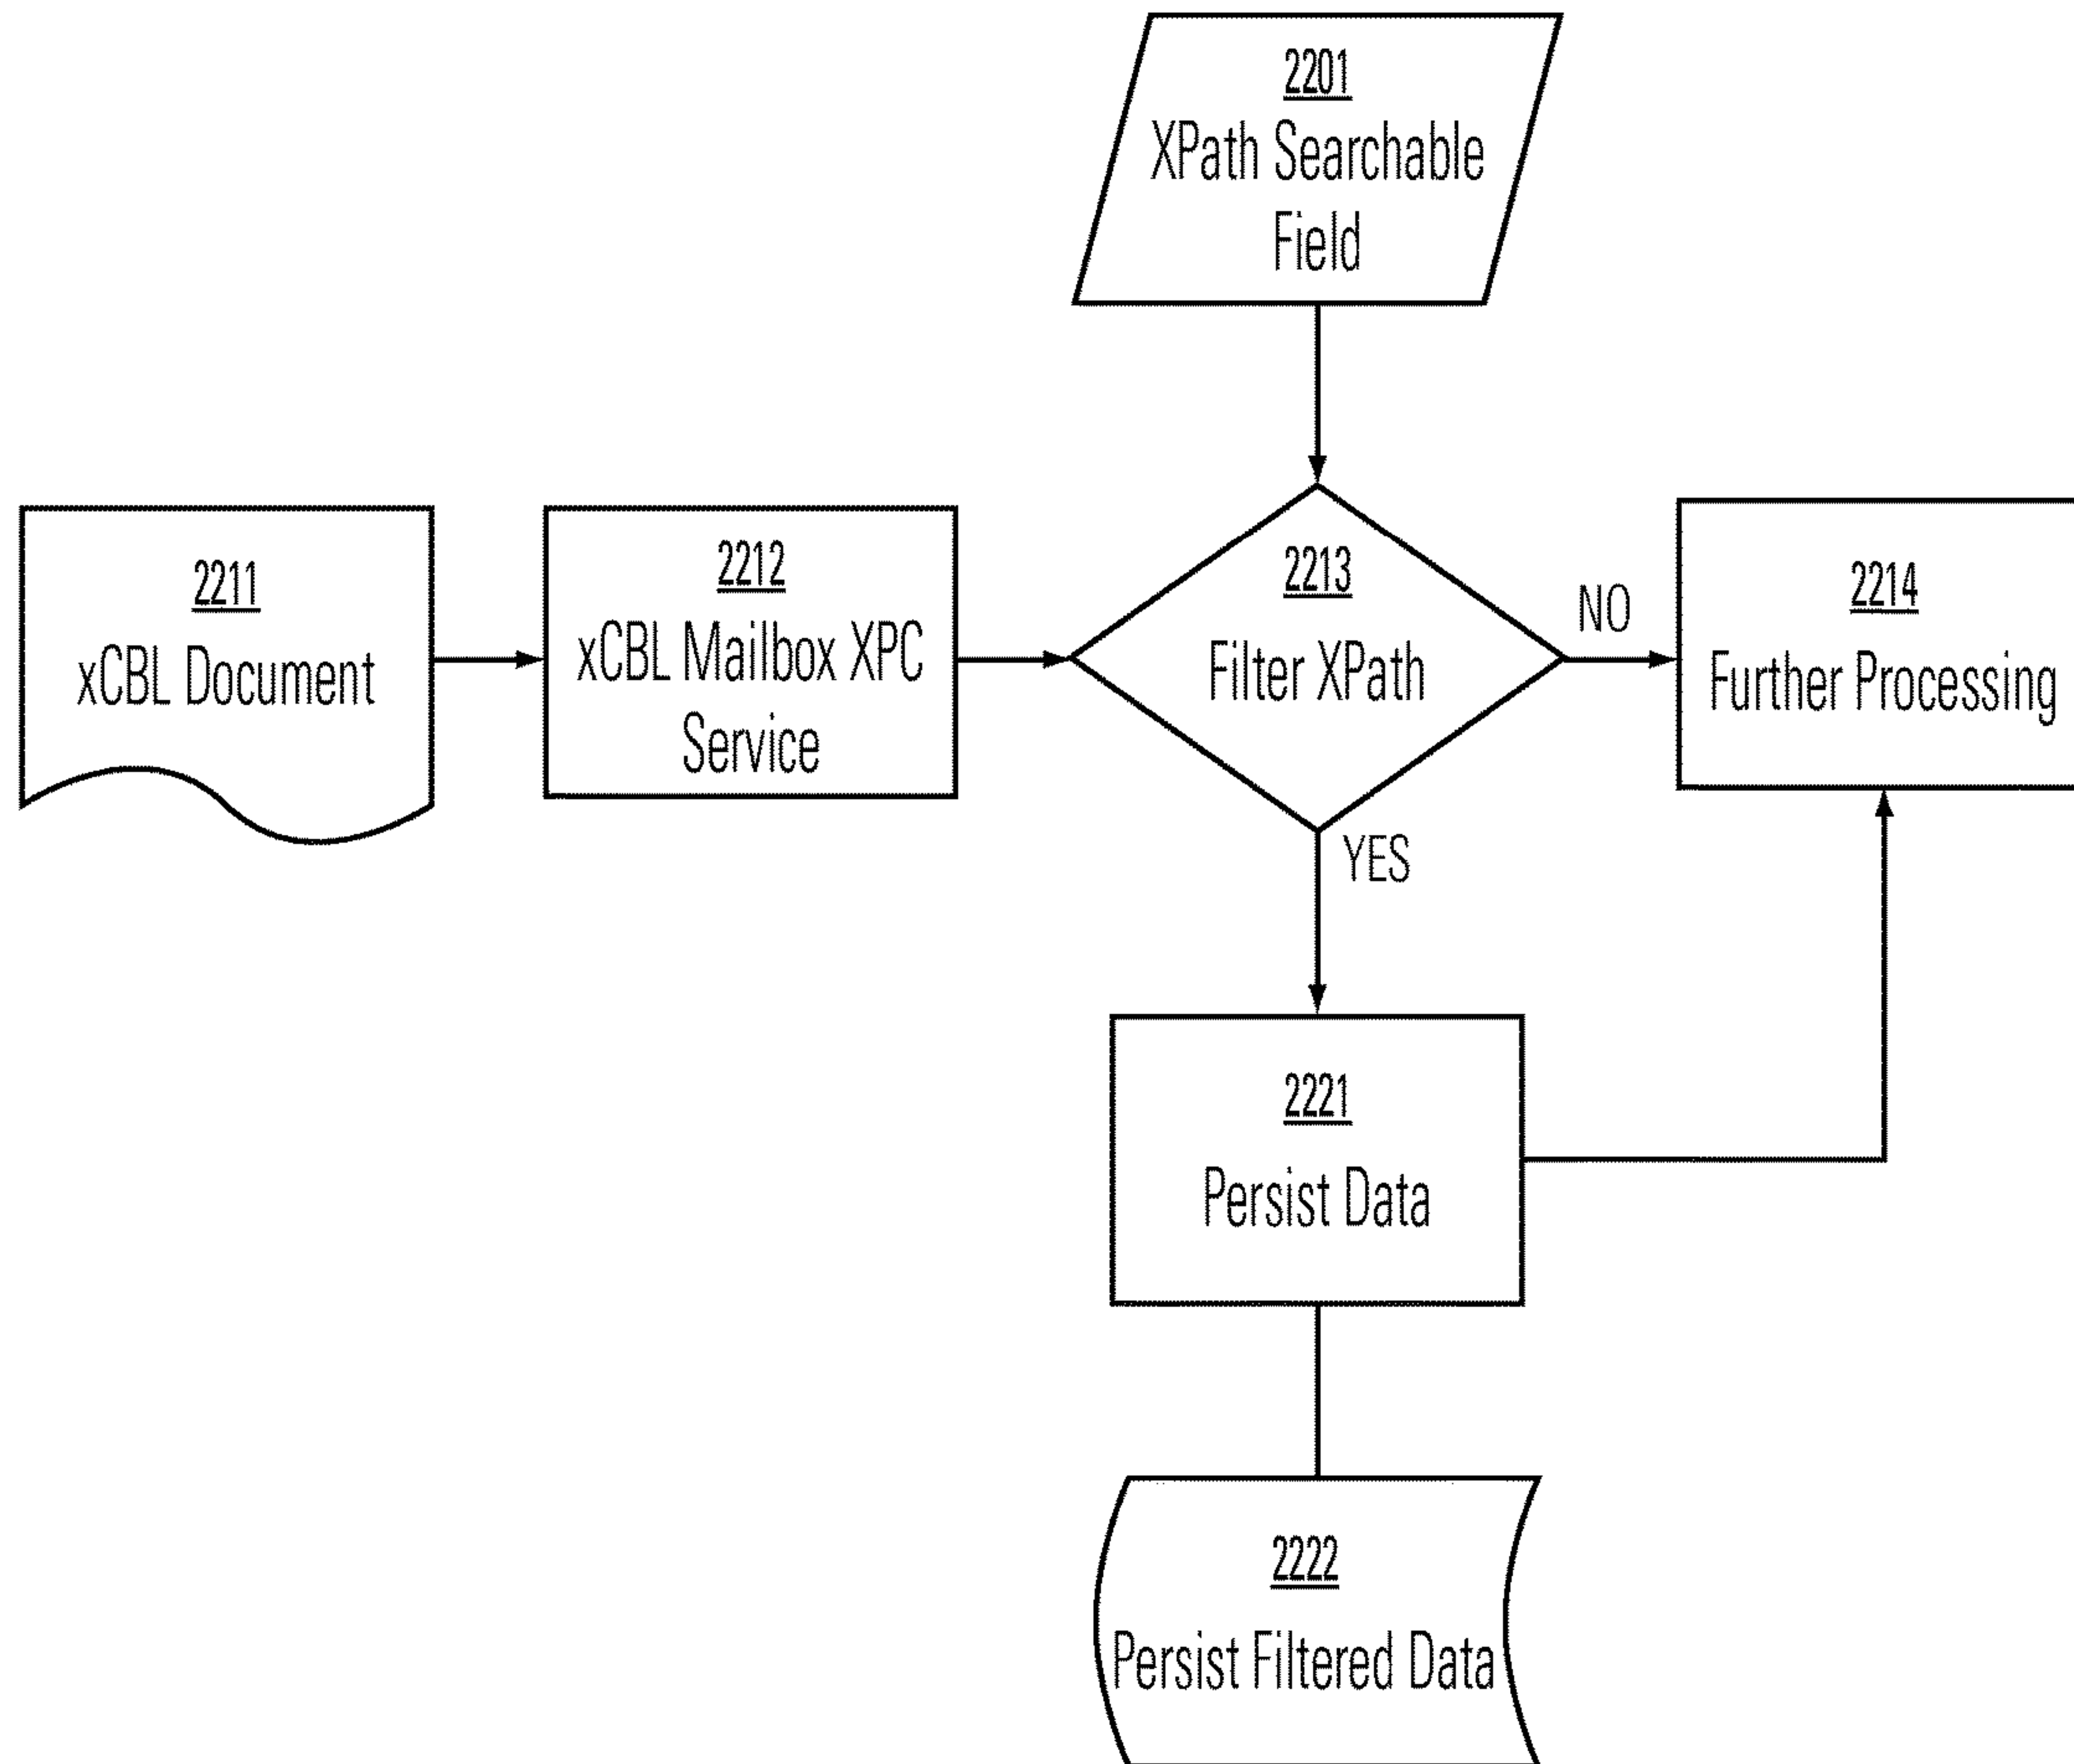 2201
XPath Searchable
Field
2211
xCBL Document
2212
xCBL Mailbox XPC
Service
2213
Filter XPath
NO
2214
Further Processing
YES
2221
Persist Data
2222
Persist Filtered Data